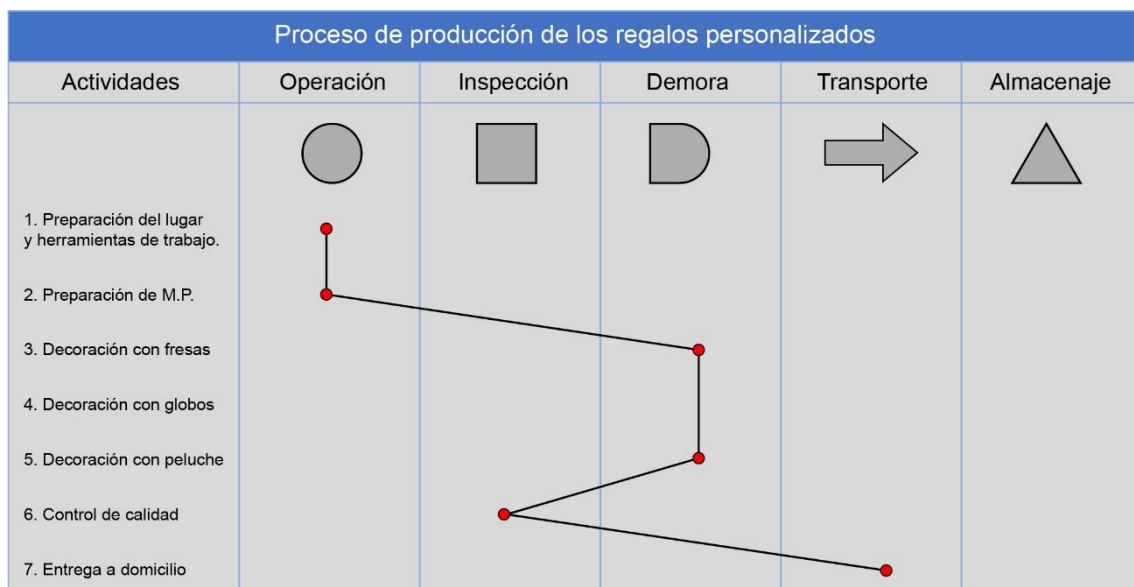 Proceso de producción de los regalos personalizados
Actividades
Operación
Inspección
Demora
Transporte
Almacenaje
1. Preparación del lugar
y herramientas de trabajo.
2. Preparación de M.P.
3. Decoración con fresas
4. Decoración con globos
5. Decoración con peluche
6. Control de calidad
7. Entrega a domicilio